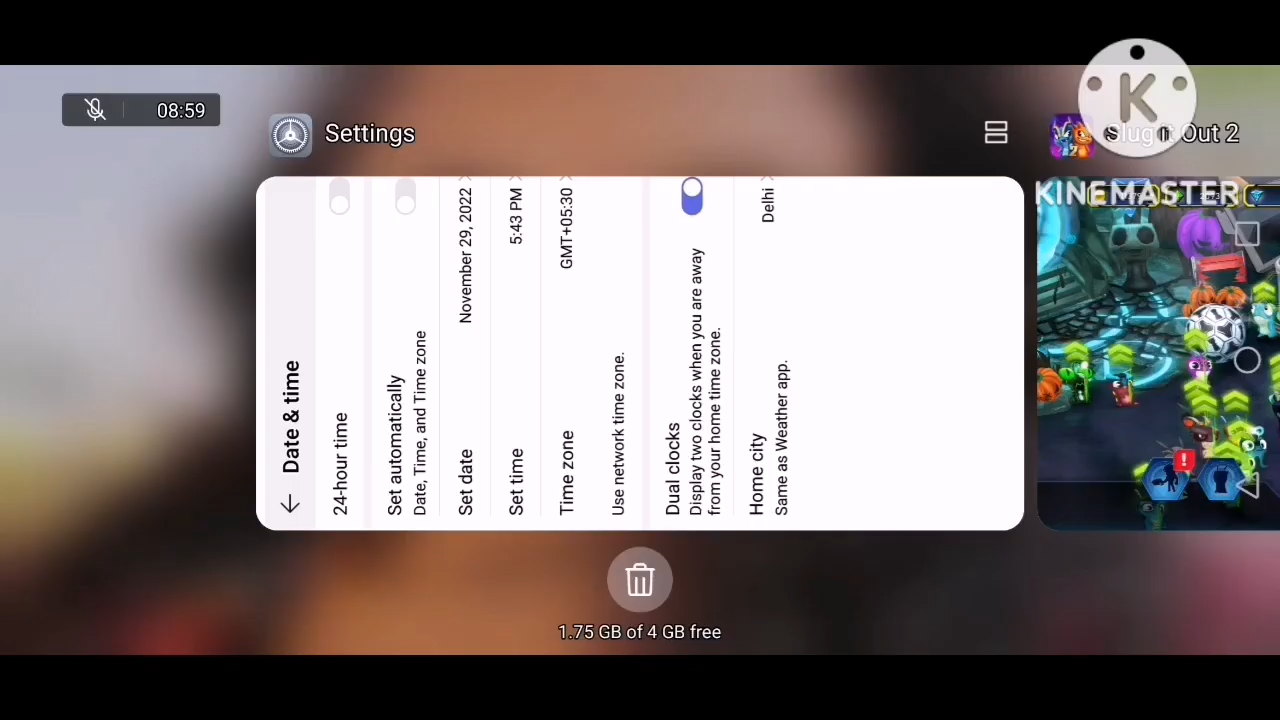 08:59
Settings
Slug it Out 2
KINEMASTER
Date & time
24-hour time
Set automatically
Date, Time, and Time zone
Set date
November 29, 2022
Set time
5:43 PM
Time zone
GMT+05:30
Use network time zone.
Dual clocks
Display two clocks when you are away
from your home time zone.
Home city
Same as Weather app.
Delhi
1.75 GB of 4 GB free